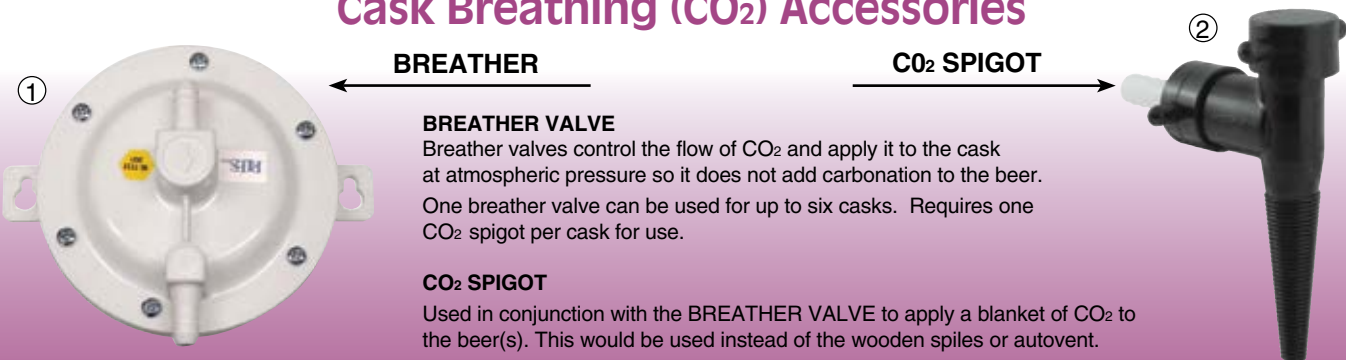 Cask Breathing (CO2) Accessories
①
BREATHER
CO2 SPIGOT
②
BREATHER VALVE
Breather valves control the flow of CO2 and apply it to the cask
at atmospheric pressure so it does not add carbonation to the beer.
One breather valve can be used for up to six casks. Requires one
CO2 spigot per cask for use.
CO2 SPIGOT
Used in conjunction with the BREATHER VALVE to apply a blanket of CO2 to
the beer(s). This would be used instead of the wooden spiles or autovent.